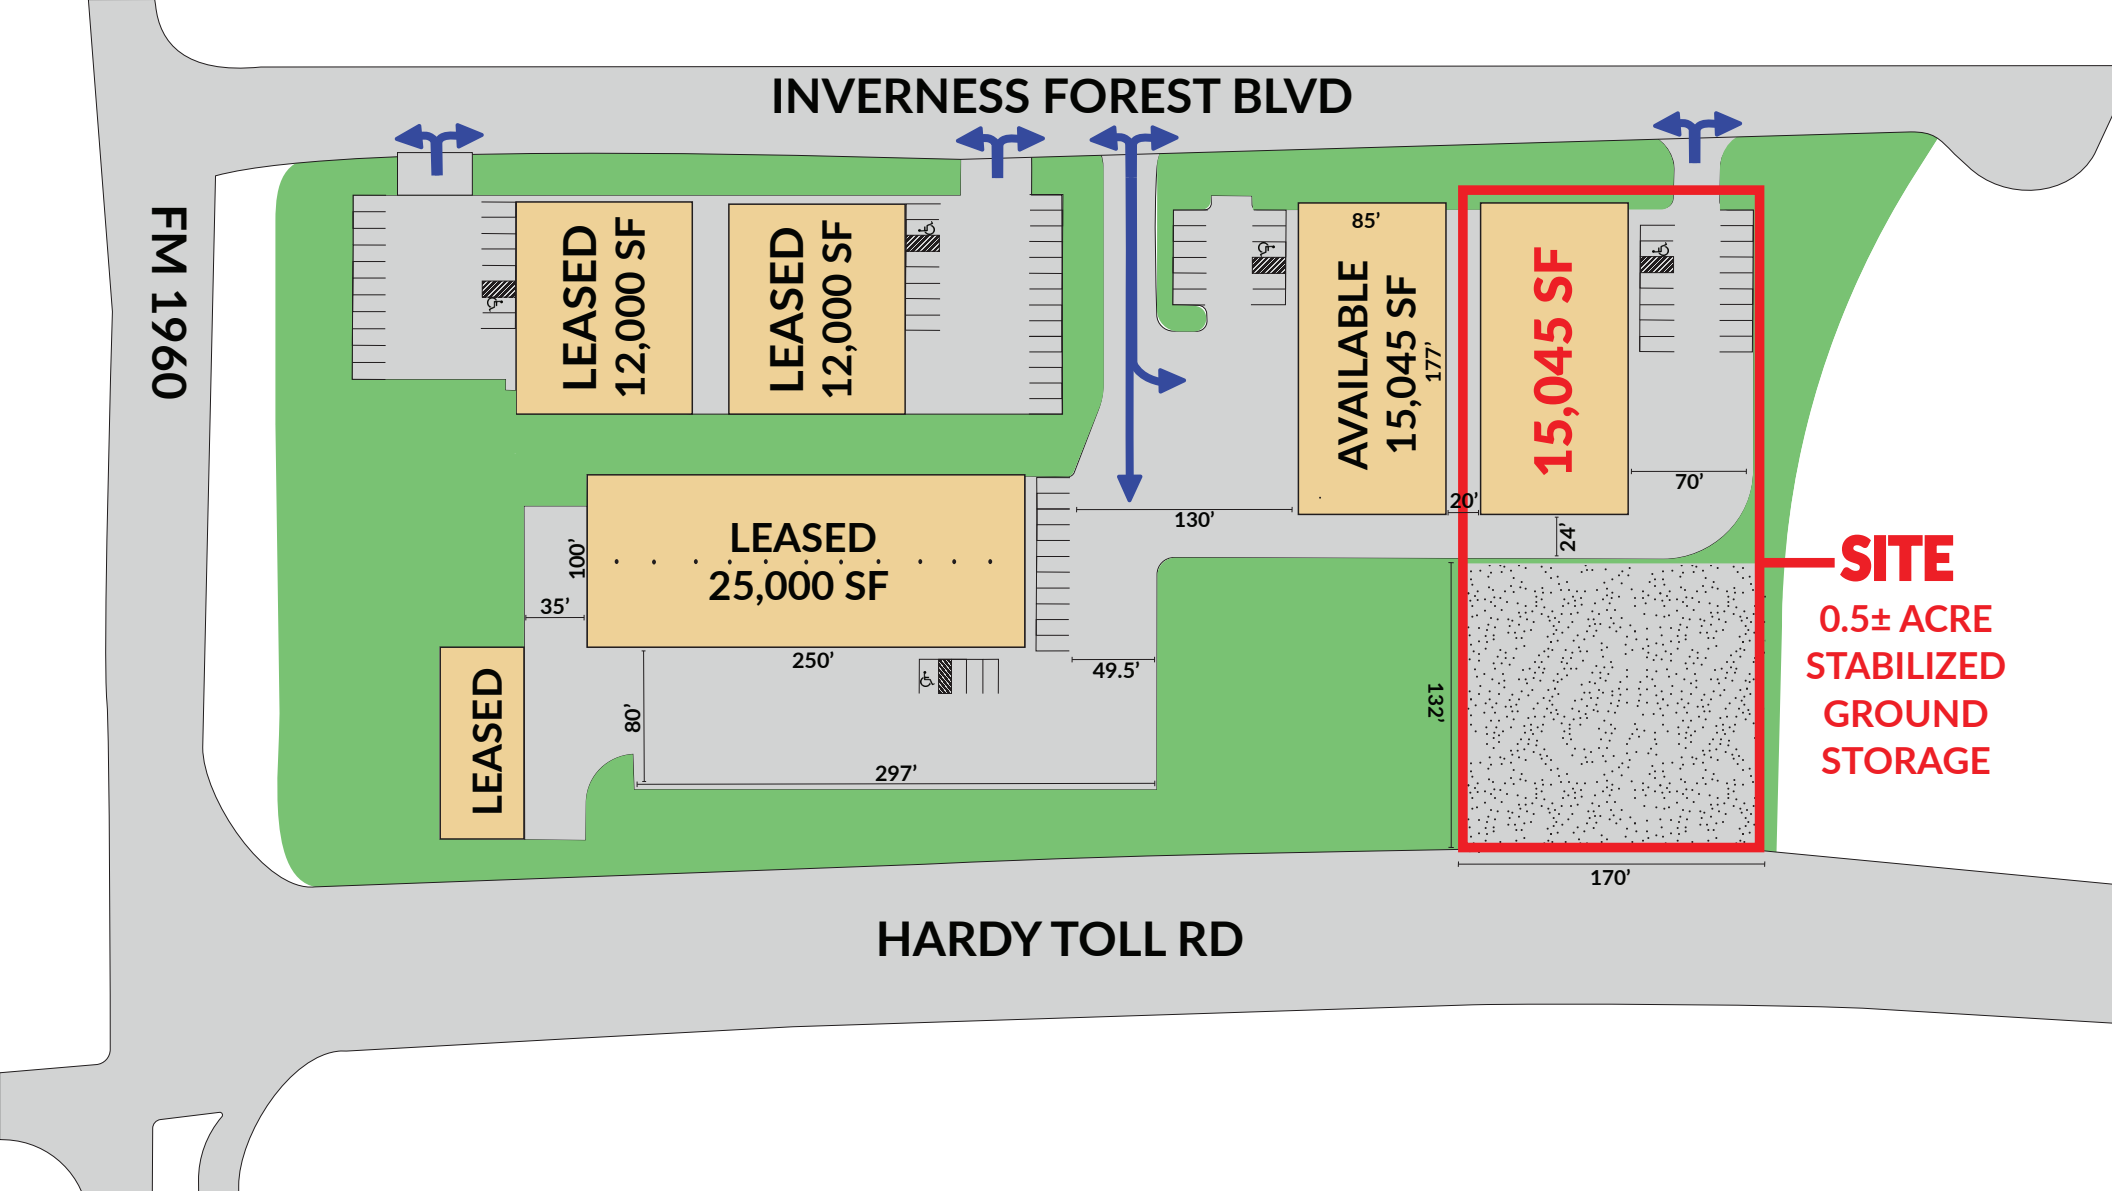 INVERNESS FOREST BLVD
FM 1960
LEASED
12,000 SF
LEASED
12,000 SF
85’
AVAILABLE
15,045 SF
177’
15,045 SF
70’
20’
130’
24’
LEASED
25,000 SF
100’
35’
250’
49.5’
80’
297’
LEASED
132’
SITE
0.5± ACRE
STABILIZED
GROUND
STORAGE
170’
HARDY TOLL RD